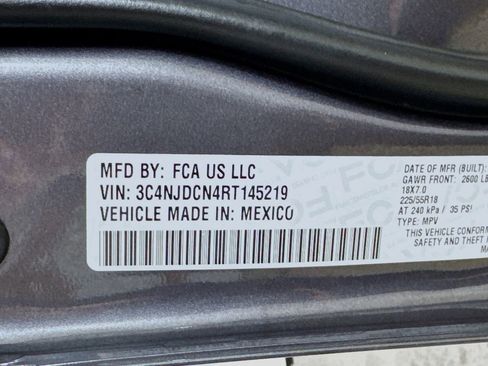 MFD BY: FCA US LLC
VIN: 3C4NJDCN4RT145219
VEHICLE MADE IN: MEXICO
DATE OF MFR (BUILT):
GAWR FRONT: 2600 LB
18X7.0
225/55R18
AT 240 kPa / 35 PSI
TYPE: MPV
THIS VEHICLE CONFORM
SAFETY AND THEFT
MA